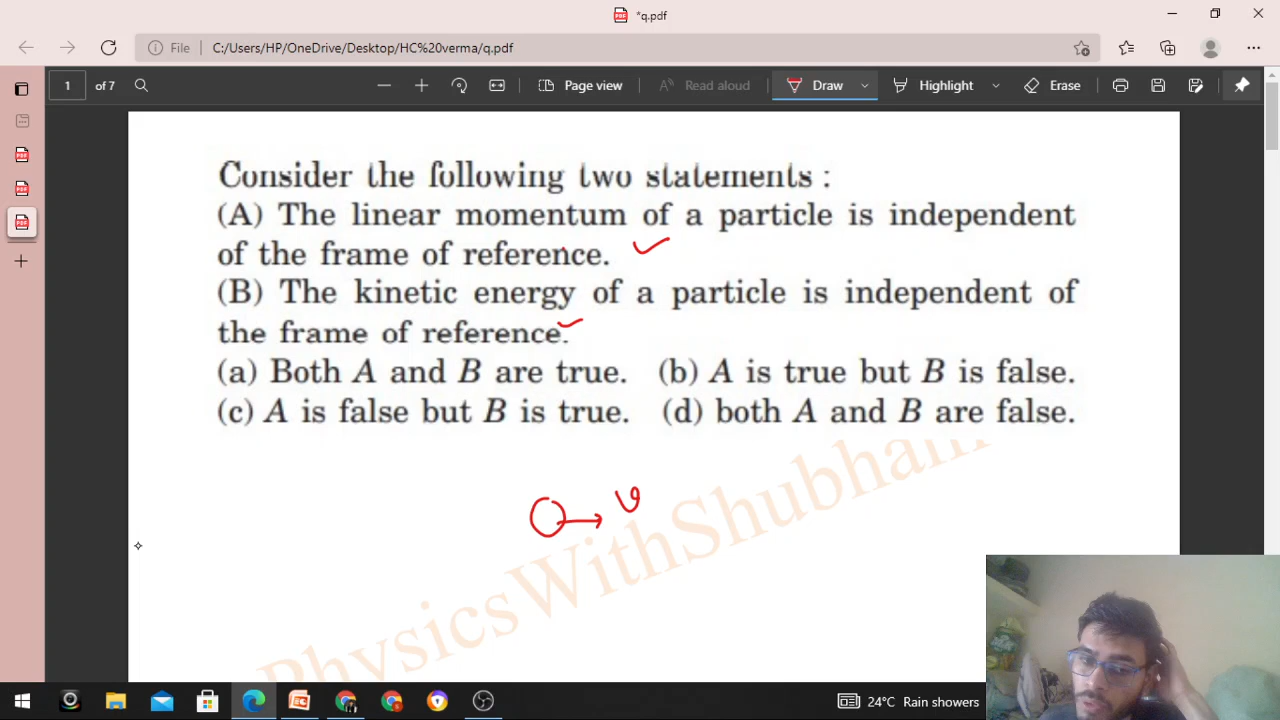 *q.pdf
File C:/Users/HP/OneDrive/Desktop/HC%20verma/q.pdf
1 of 7 Page view Read aloud Draw Highlight Erase
Consider the following two statements :
(A) The linear momentum of a particle is independent
of the frame of reference.
(B) The kinetic energy of a particle is independent of
the frame of reference.
(a) Both A and B are true. (b) A is true but B is false.
(c) A is false but B is true. (d) both A and B are false.
PhysicsWithShubham
24°C Rain showers